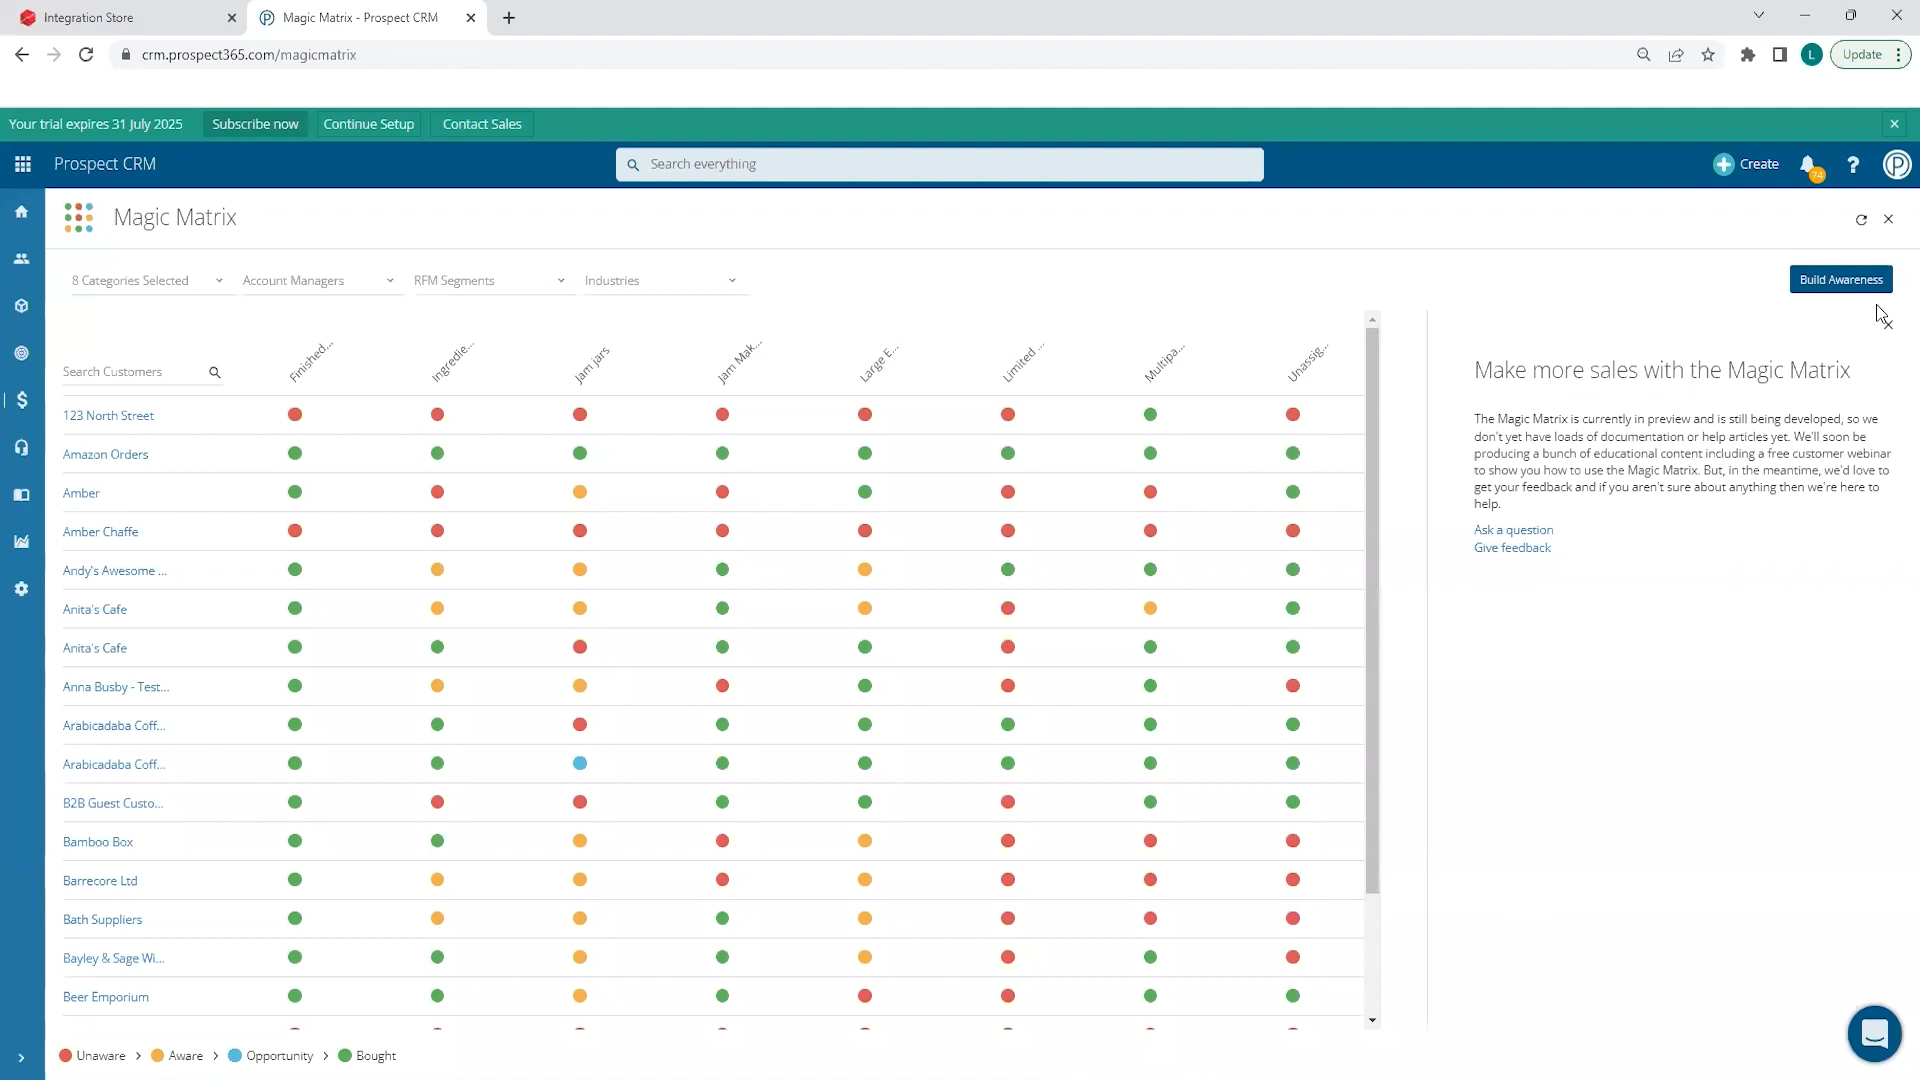 Integration Store
Magic Matrix - Prospect CRM
crm.prospect365.com/magicmatrix
L
Update
Your trial expires 31 July 2025
Subscribe now
Continue Setup
Contact Sales
Prospect CRM
Search everything
Create
74
?
Magic Matrix
8 Categories Selected
Account Managers
RFM Segments
Industries
Build Awareness
Search Customers
Finished...
Ingredie...
Jam jars
Jam Mak...
Large E...
Limited ...
Multipa...
Unassig...
123 North Street
Amazon Orders
Amber
Amber Chaffe
Andy's Awesome ...
Anita's Cafe
Anita's Cafe
Anna Busby - Test...
Arabicadaba Coff...
Arabicadaba Coff...
B2B Guest Custo...
Bamboo Box
Barrecore Ltd
Bath Suppliers
Bayley & Sage Wi...
Beer Emporium
Unaware > Aware > Opportunity > Bought
Make more sales with the Magic Matrix
The Magic Matrix is currently in preview and is still being developed, so we
don't yet have loads of documentation or help articles yet. We'll soon be
producing a bunch of educational content including a free customer webinar
to show you how to use the Magic Matrix. But, in the meantime, we'd love to
get your feedback and if you aren't sure about anything then we're here to
help.
Ask a question
Give feedback